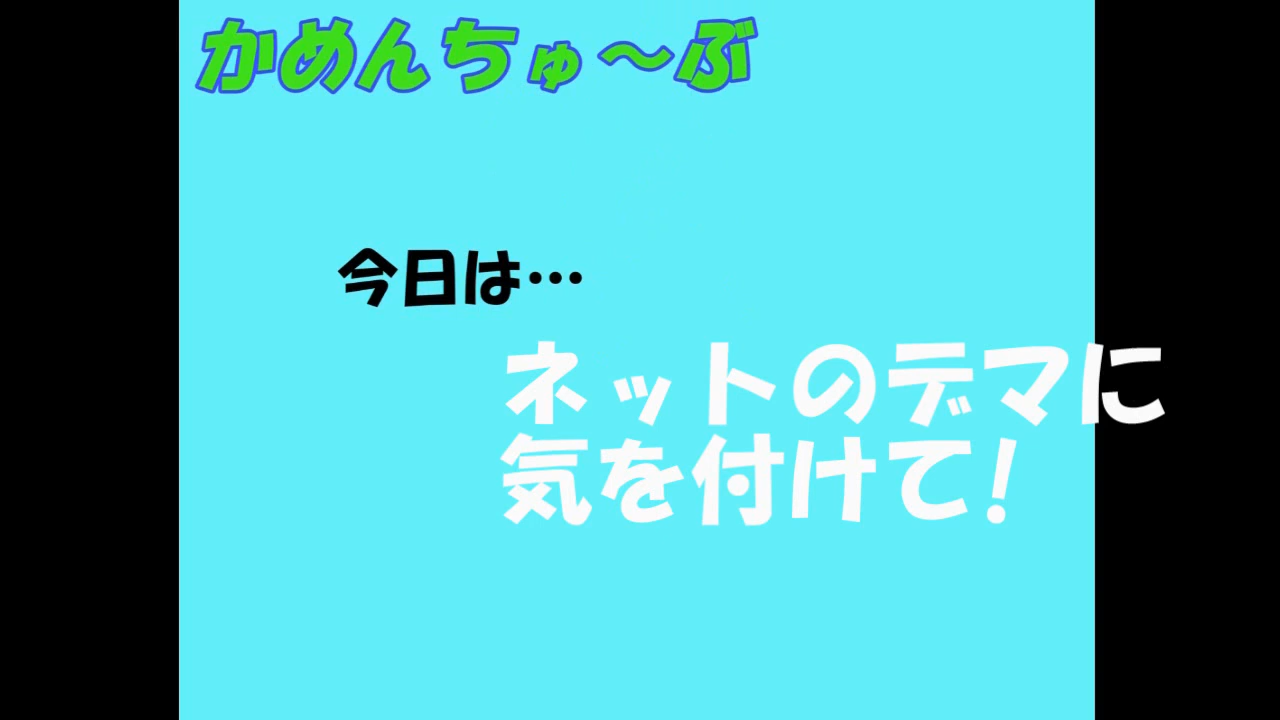 かめんちゅ～ぶ
今日は…
ネットのデマに
気を付けて!